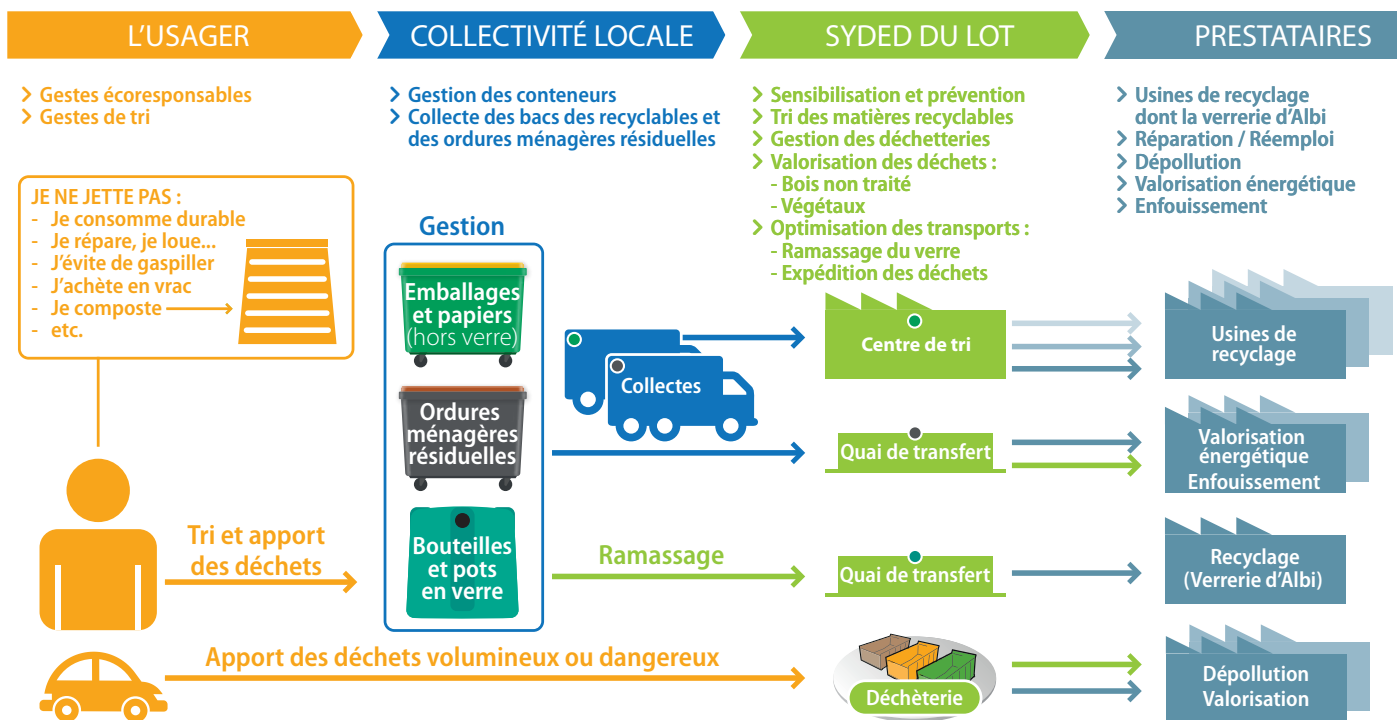 L'USAGER
COLLECTIVITÉ LOCALE
SYDED DU LOT
PRESTATAIRES
> Gestes écoresponsables
> Gestes de tri
> Gestion des conteneurs
> Collecte des bacs des recyclables et
des ordures ménagères résiduelles
> Sensibilisation et prévention
> Tri des matières recyclables
> Gestion des déchetteries
> Valorisation des déchets :
- Bois non traité
- Végétaux
> Optimisation des transports :
- Ramassage du verre
- Expédition des déchets
> Usines de recyclage
dont la verrerie d'Albi
> Réparation / Réemploi
> Dépollution
> Valorisation énergétique
> Enfouissement
JE NE JETTE PAS :
- Je consomme durable
- Je répare, je loue...
- J'évite de gaspiller
- J'achète en vrac
- Je composte
- etc.
Gestion
Emballages
et papiers
(hors verre)
Ordures
ménagères
résiduelles
Bouteilles
et pots
en verre
Collectes
Centre de tri
Usines de
recyclage
Quai de transfert
Valorisation
énergétique
Enfouissement
Tri et apport
des déchets
Ramassage
Quai de transfert
Recyclage
(Verrerie d'Albi)
Apport des déchets volumineux ou dangereux
Déchèterie
Dépollution
Valorisation